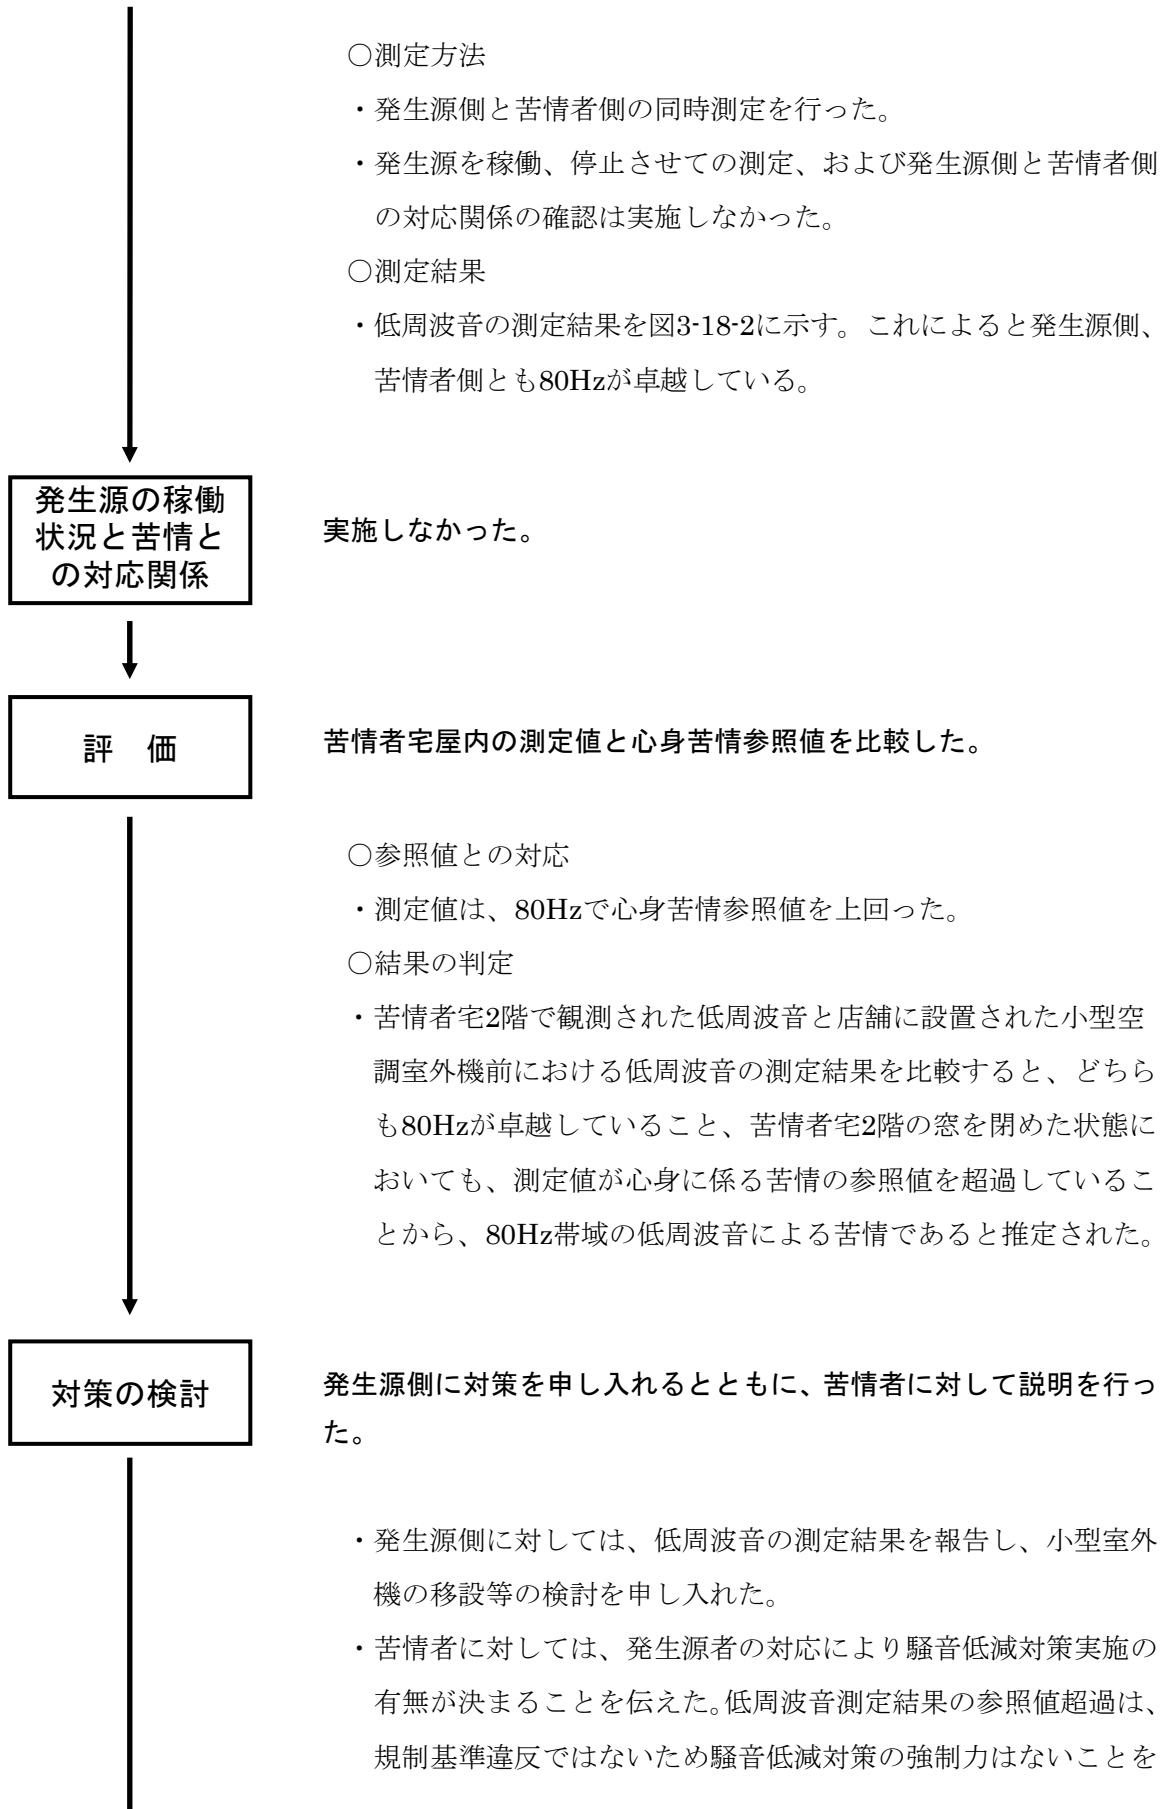 ○測定方法
・発生源側と苦情者側の同時測定を行った。
・発生源を稼働、停止させての測定、および発生源側と苦情者側
の対応関係の確認は実施しなかった。
○測定結果
・低周波音の測定結果を図3-18-2に示す。これによると発生源側、
苦情者側とも80Hzが卓越している。
発生源の稼働
状況と苦情と
の対応関係
実施しなかった。
評　価
苦情者宅屋内の測定値と心身苦情参照値を比較した。
○参照値との対応
・測定値は、80Hzで心身苦情参照値を上回った。
○結果の判定
・苦情者宅2階で観測された低周波音と店舗に設置された小型空
調室外機前における低周波音の測定結果を比較すると、どちら
も80Hzが卓越していること、苦情者宅2階の窓を閉めた状態に
おいても、測定値が心身に係る苦情の参照値を超過しているこ
とから、80Hz帯域の低周波音による苦情であると推定された。
対策の検討
発生源側に対策を申し入れるとともに、苦情者に対して説明を行っ
た。
・発生源側に対しては、低周波音の測定結果を報告し、小型室外
機の移設等の検討を申し入れた。
・苦情者に対しては、発生源者の対応により騒音低減対策実施の
有無が決まることを伝えた。低周波音測定結果の参照値超過は、
規制基準違反ではないため騒音低減対策の強制力はないことを